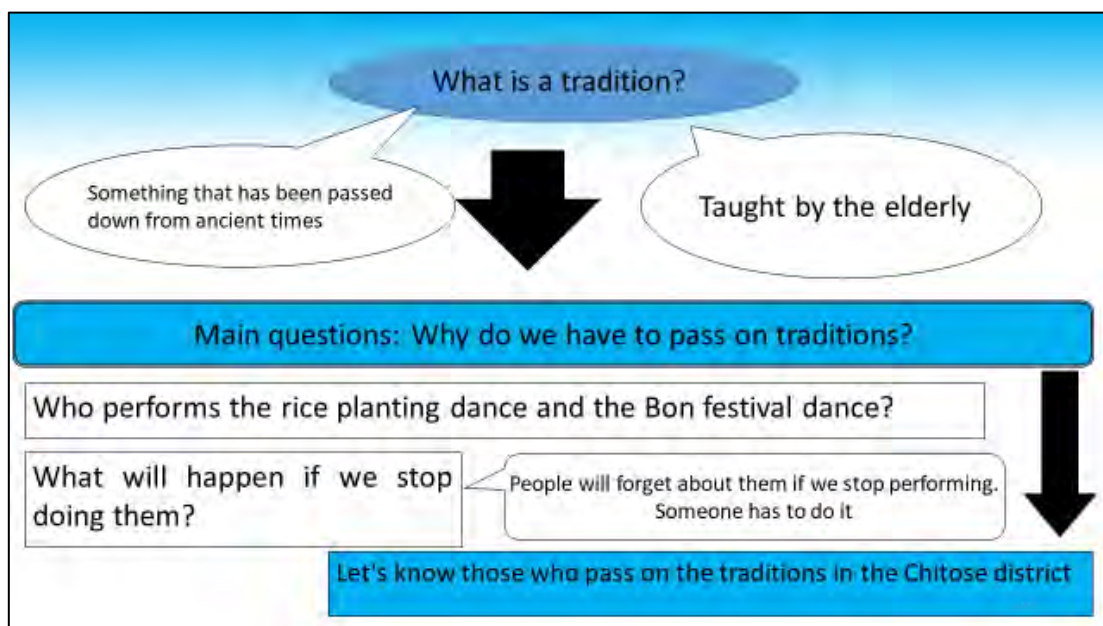 What is a tradition?
Something that has been passed
down from ancient times
Taught by the elderly
Main questions: Why do we have to pass on traditions?
Who performs the rice planting dance and the Bon festival dance?
What will happen if we stop
doing them?
People will forget about them if we stop performing.
Someone has to do it
Let's know those who pass on the traditions in the Chitose district